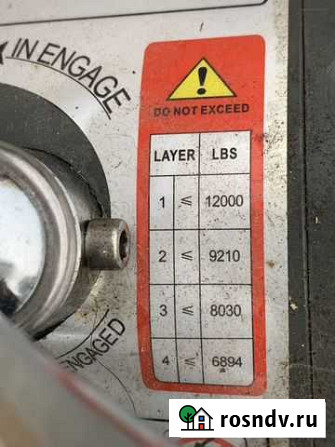 IN ENGAGE
DO NOT EXCEED
LAYER LBS
1 ≤ 12000
2 ≤ 9210
3 ≤ 8030
4 ≤ 6894
ENGAGED
rosndv.ru